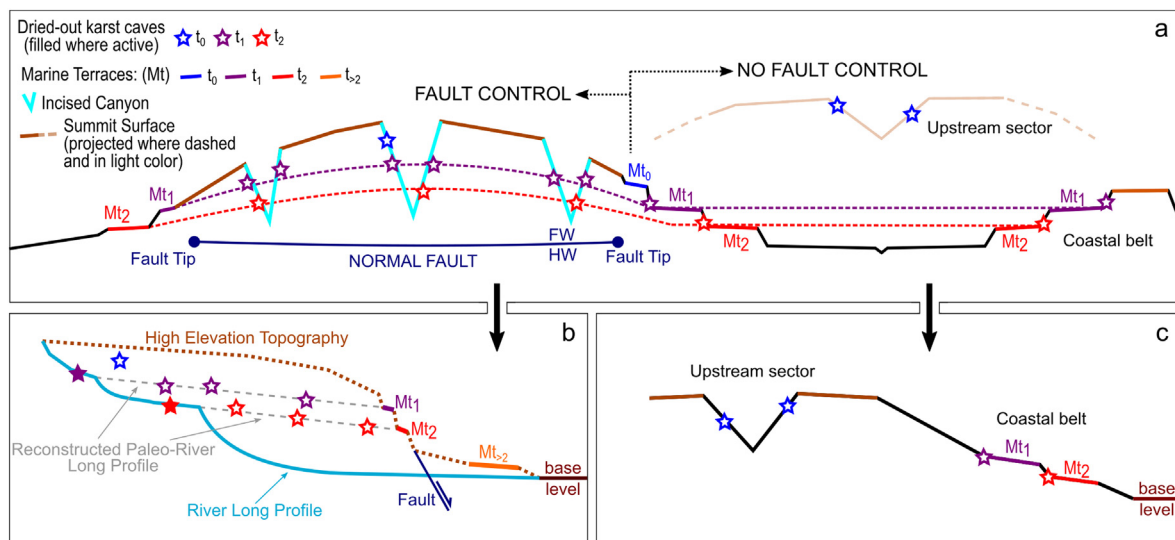 a
Dried-out karst caves
(filled where active)
t0 t1 t2
Marine Terraces: (Mt) t0 t1 t2 t>2
Incised Canyon
Summit Surface
(projected where dashed
and in light color)
FAULT CONTROL
NO FAULT CONTROL
Upstream sector
Mt0
Mt1
Mt1
Mt1
Mt2
Mt2
Mt2
Coastal belt
FW
HW
Fault Tip
NORMAL FAULT
Fault Tip
b
High Elevation Topography
Mt1
Mt2
Reconstructed Paleo-River
Long Profile
Mt>2
base
level
Fault
River Long Profile
c
Upstream sector
Coastal belt
Mt1
Mt2
base
level